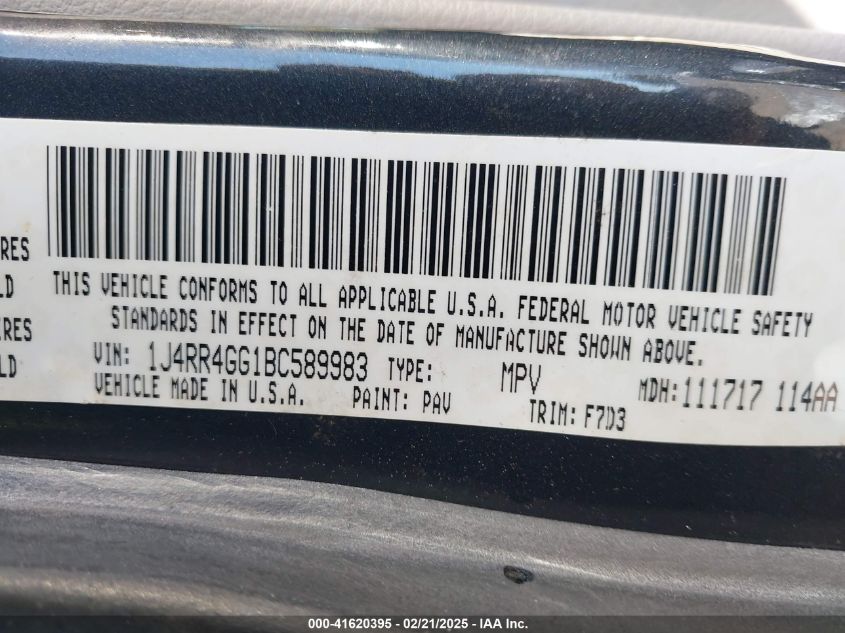 RES
LD
IRES
LD
THIS VEHICLE CONFORMS TO ALL APPLICABLE U.S.A. FEDERAL MOTOR VEHICLE SAFETY
STANDARDS IN EFFECT ON THE DATE OF MANUFACTURE SHOWN ABOVE.
VIN: 1J4RR4GG1BC589983 TYPE: MPV MDH:111717 114AA
VEHICLE MADE IN U.S.A. PAINT: PAV TRIM: F7D3
000-41620395 - 02/21/2025 - IAA Inc.